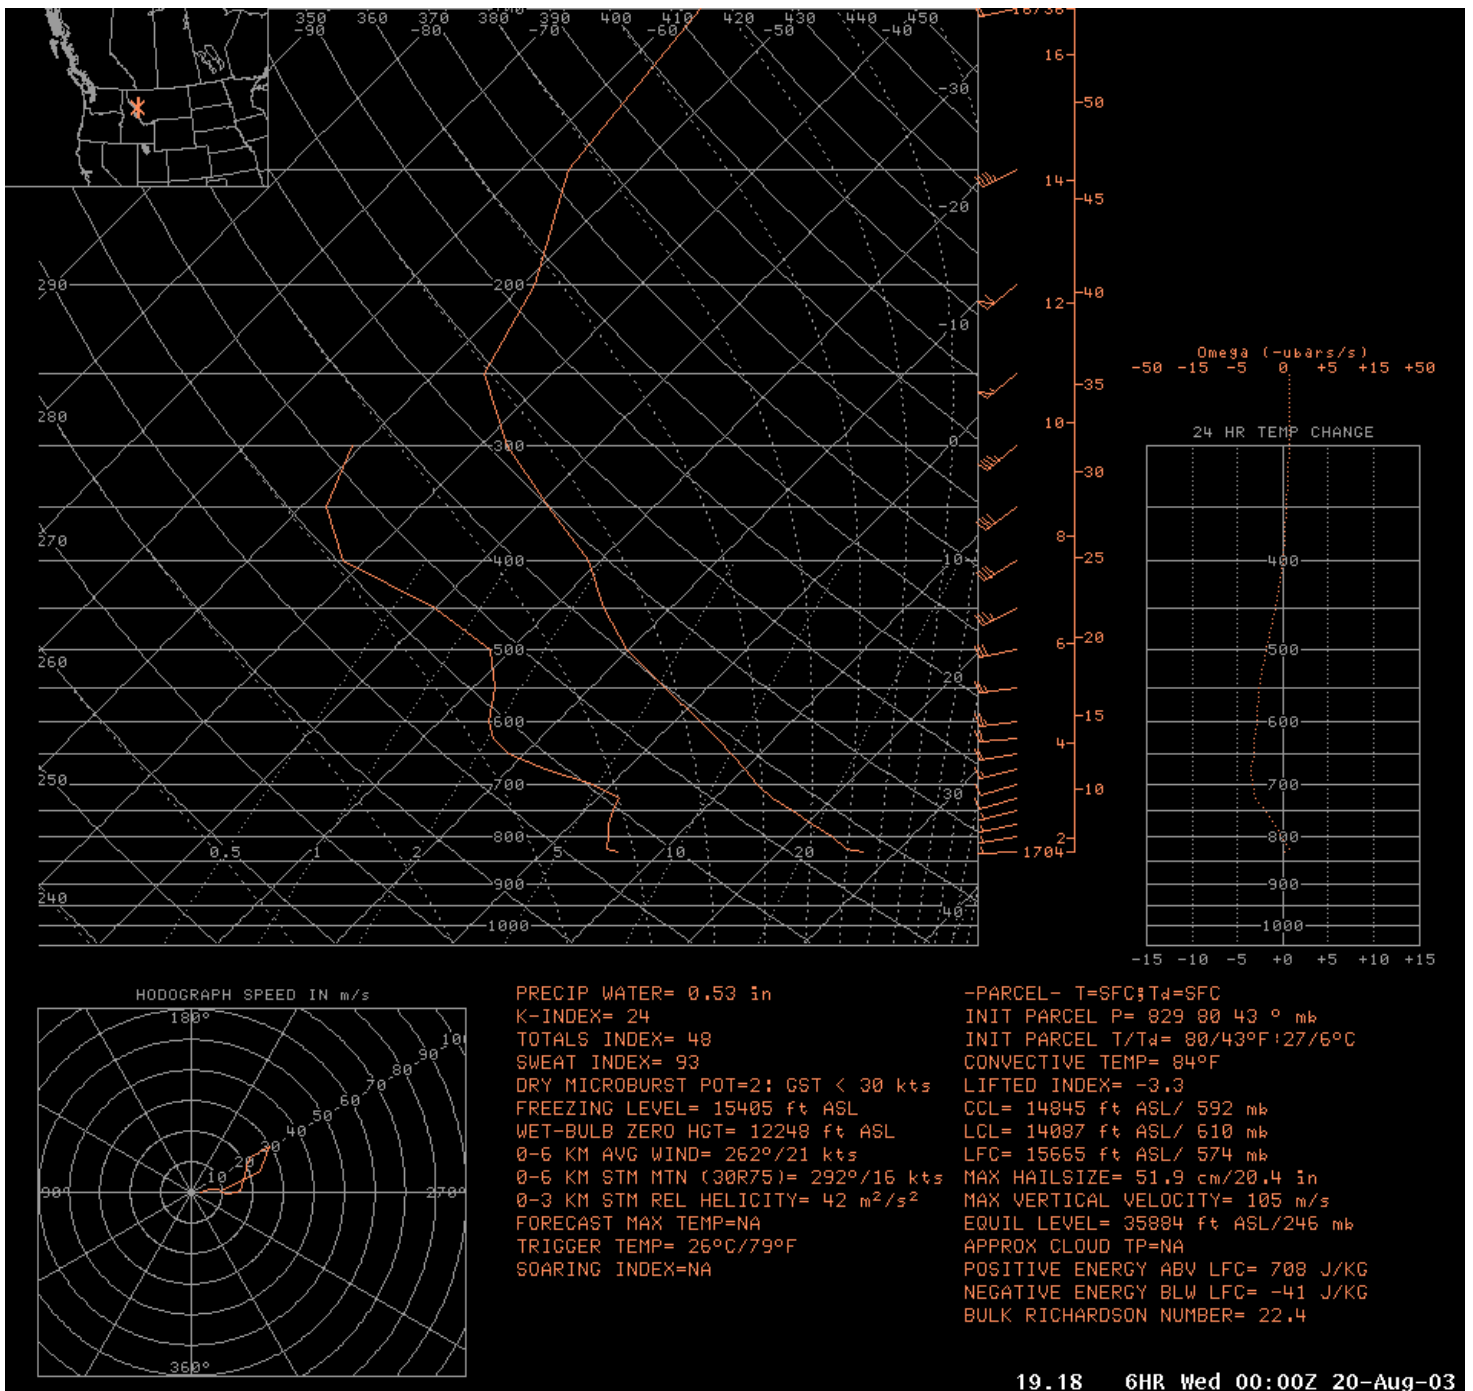 350 360 370 380 390 400 410 420 430 440 450
-90 -80 -70 -60 -50 -40
16
-30
50
14
45
-20
290
200
12
40
-10
Omega (-ubars/s)
-50 -15 -5 0 +5 +15 +50
35
280
10
24 HR TEMP CHANGE
300
0
30
270
8
25
400
10
400
6
20
500
260
20
500
15
600
4
600
250
700
30
10
700
800
2
800
0.5 1 2 5 10 20
1704
240
900
40
900
1000
1000
-15 -10 -5 +0 +5 +10 +15
HODOGRAPH SPEED IN m/s
180°
10 20 30 40 50 60 70 80 90 100
90°
270°
360°
PRECIP WATER= 0.53 in
K-INDEX= 24
TOTALS INDEX= 48
SWEAT INDEX= 93
DRY MICROBURST POT=2: GST < 30 kts
FREEZING LEVEL= 15405 ft ASL
WET-BULB ZERO HGT= 12248 ft ASL
0-6 KM AVG WIND= 262°/21 kts
0-6 KM STM MTN (30R75)= 292°/16 kts
0-3 KM STM REL HELICITY= 42 m²/s²
FORECAST MAX TEMP=NA
TRIGGER TEMP= 26°C/79°F
SOARING INDEX=NA
-PARCEL- T=SFC;Td=SFC
INIT PARCEL P= 829 80 43 ° mb
INIT PARCEL T/Td= 80/43°F:27/6°C
CONVECTIVE TEMP= 84°F
LIFTED INDEX= -3.3
CCL= 14845 ft ASL/ 592 mb
LCL= 14087 ft ASL/ 610 mb
LFC= 15665 ft ASL/ 574 mb
MAX HAILSIZE= 51.9 cm/20.4 in
MAX VERTICAL VELOCITY= 105 m/s
EQUIL LEVEL= 35884 ft ASL/246 mb
APPROX CLOUD TP=NA
POSITIVE ENERGY ABV LFC= 708 J/KG
NEGATIVE ENERGY BLW LFC= -41 J/KG
BULK RICHARDSON NUMBER= 22.4
19.18 6HR Wed 00:00Z 20-Aug-03